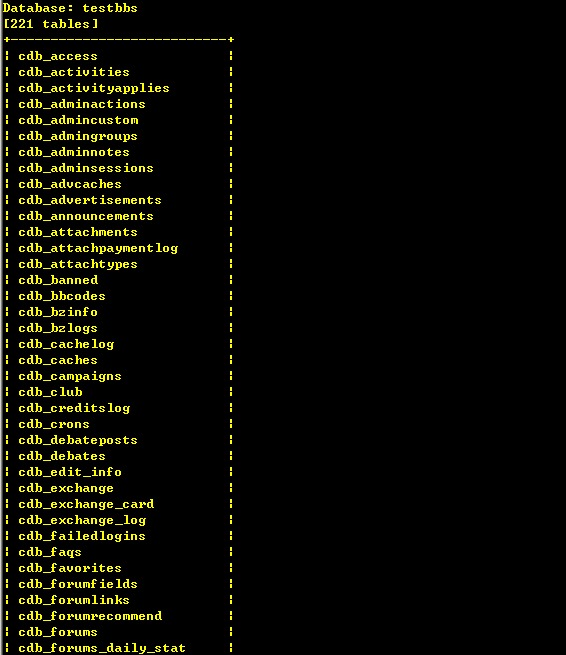 Database: testbbs
[221 tables]
+---------------------------+
| cdb_access |
| cdb_activities |
| cdb_activityapplies |
| cdb_adminactions |
| cdb_admincustom |
| cdb_admingroups |
| cdb_adminnotes |
| cdb_adminsessions |
| cdb_advcaches |
| cdb_advertisements |
| cdb_announcements |
| cdb_attachments |
| cdb_attachpaymentlog |
| cdb_attachtypes |
| cdb_banned |
| cdb_bbcodes |
| cdb_bzinfo |
| cdb_bzlogs |
| cdb_cachelog |
| cdb_caches |
| cdb_campaigns |
| cdb_club |
| cdb_creditslog |
| cdb_crons |
| cdb_debateposts |
| cdb_debates |
| cdb_edit_info |
| cdb_exchange |
| cdb_exchange_card |
| cdb_exchange_log |
| cdb_failedlogins |
| cdb_faqs |
| cdb_favorites |
| cdb_forumfields |
| cdb_forumlinks |
| cdb_forumrecommend |
| cdb_forums |
| cdb_forums_daily_stat |